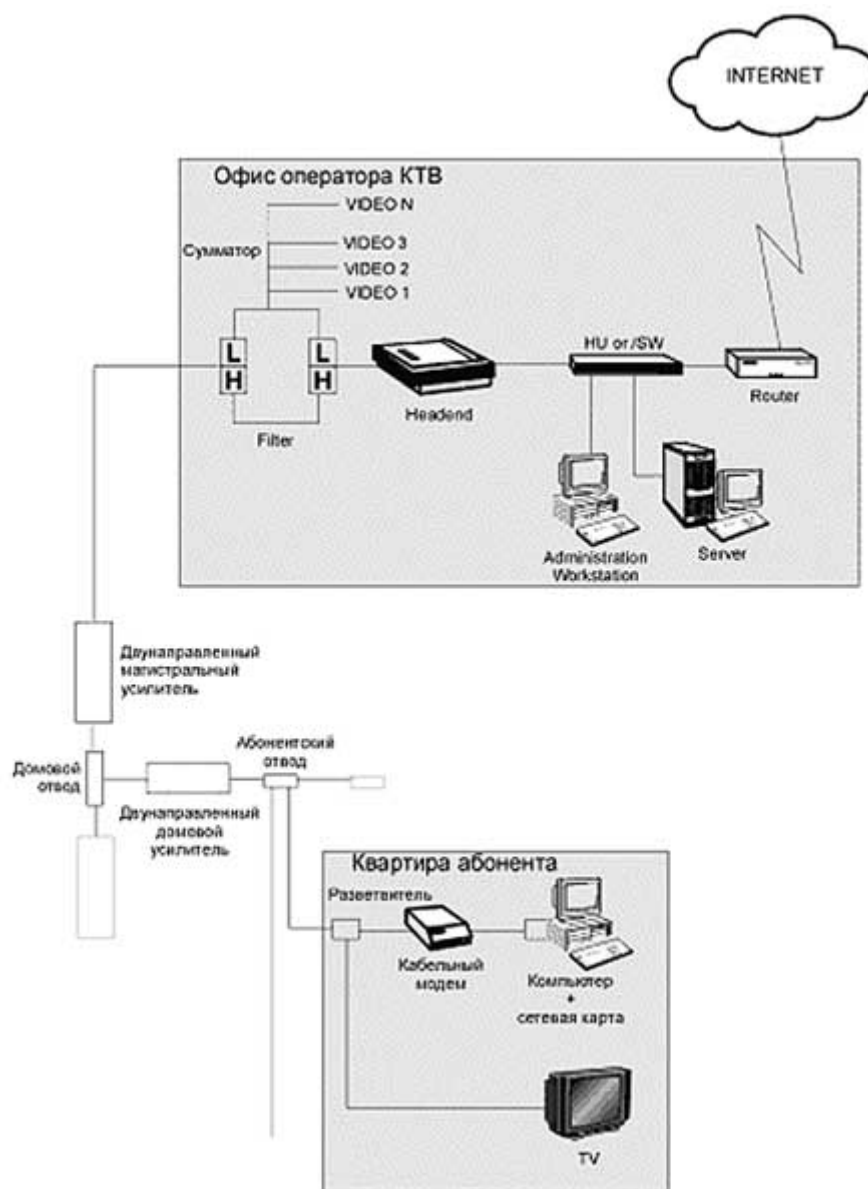 INTERNET
Офис оператора КТВ
VIDEO N
Сумматор
VIDEO 3
VIDEO 2
VIDEO 1
L
H
L
H
Filter
Headend
HU or /SW
Router
Administration
Workstation
Server
Двунаправленный
магистральный
усилитель
Домовой
отвод
Абонентский
отвод
Двунаправленный
домовой
усилитель
Квартира абонента
Разветвитель
Кабельный
модем
Компьютер
+
сетевая карта
TV